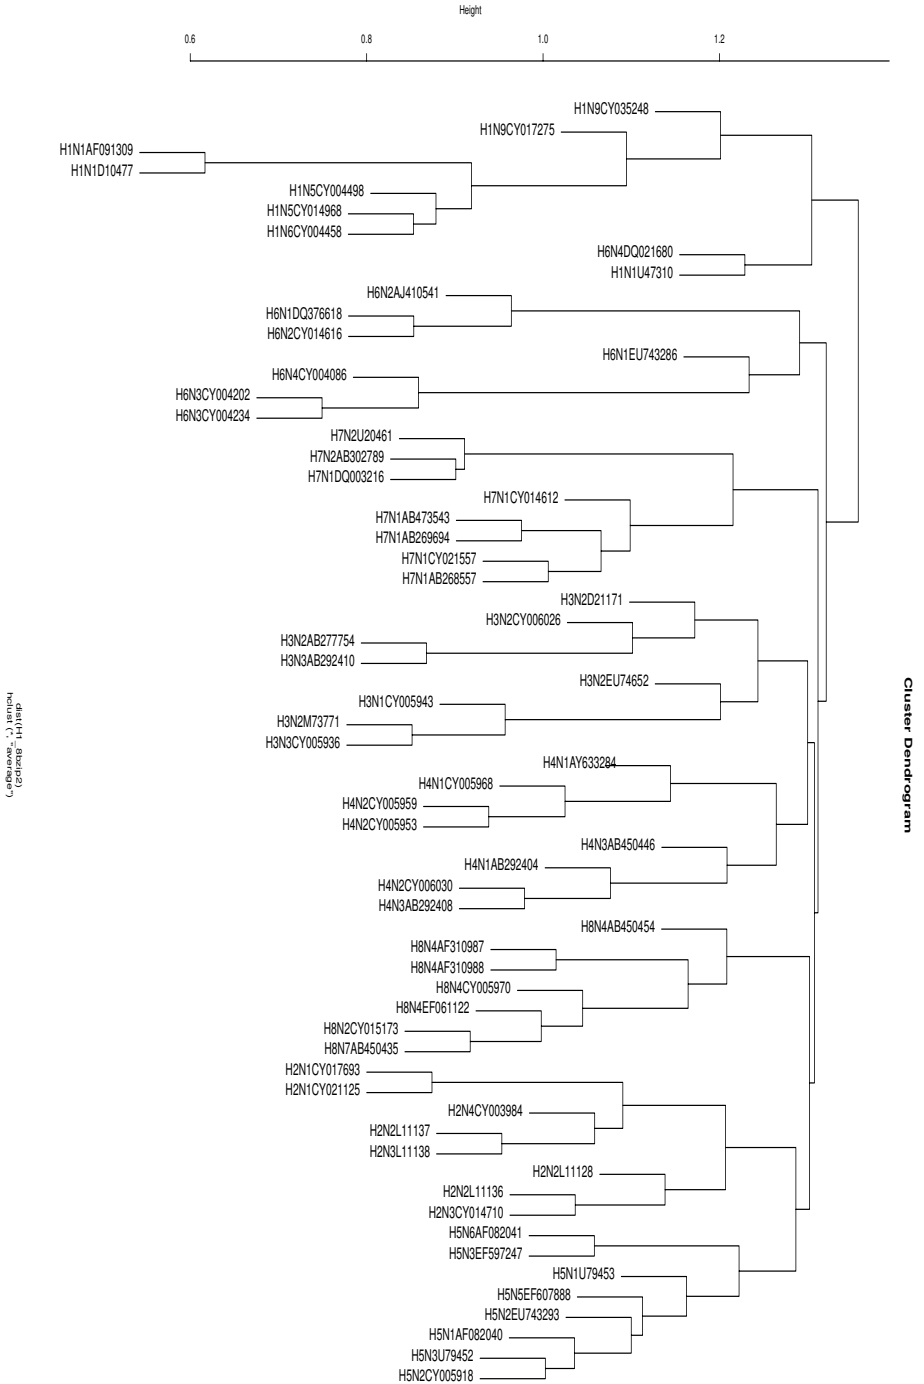 Height
0.6 0.8 1.0 1.2
H1N9CY035248
H1N9CY017275
H1N1AF091309
H1N1D10477
H1N5CY004498
H1N5CY014968
H1N6CY004458
H6N4DQ021680
H1N1U47310
H6N2AJ410541
H6N1DQ376618
H6N2CY014616
H6N1EU743286
H6N4CY004086
H6N3CY004202
H6N3CY004234
H7N2U20461
H7N2AB302789
H7N1DQ003216
H7N1CY014612
H7N1AB473543
H7N1AB269694
H7N1CY021557
H7N1AB268557
H3N2D21171
H3N2CY006026
H3N2AB277754
H3N3AB292410
H3N2EU74652
H3N1CY005943
H3N2M73771
H3N3CY005936
H4N1AY633284
H4N1CY005968
H4N2CY005959
H4N2CY005953
H4N3AB450446
H4N1AB292404
H4N2CY006030
H4N3AB292408
H8N4AB450454
H8N4AF310987
H8N4AF310988
H8N4CY005970
H8N4EF061122
H8N2CY015173
H8N7AB450435
H2N1CY017693
H2N1CY021125
H2N4CY003984
H2N2L11137
H2N3L11138
H2N2L11128
H2N2L11136
H2N3CY014710
H5N6AF082041
H5N3EF597247
H5N1U79453
H5N5EF607888
H5N2EU743293
H5N1AF082040
H5N3U79452
H5N2CY005918
Cluster Dendrogram
dist(H1_8bzip2)
hclust (*, "average")